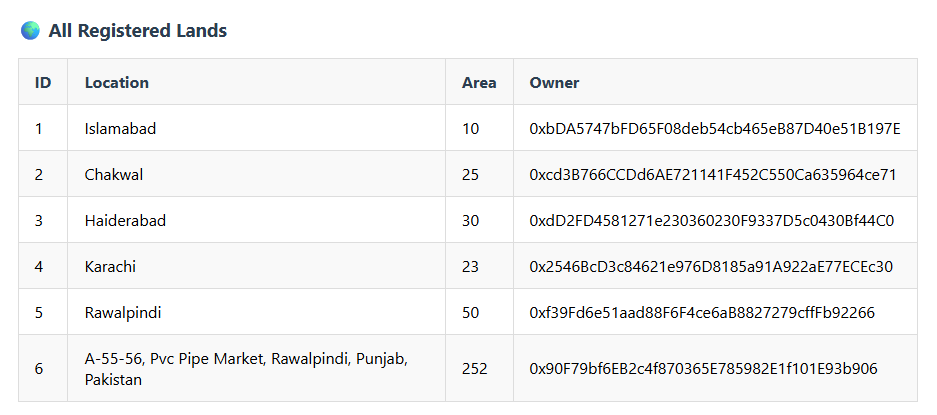 All Registered Lands
ID Location Area Owner
1 Islamabad 10 0xbDA5747bFD65F08deb54cb465eB87D40e51B197E
2 Chakwal 25 0xcd3B766CCDd6AE721141F452C550Ca635964ce71
3 Haiderabad 30 0xdD2FD4581271e230360230F9337D5c0430Bf44C0
4 Karachi 23 0x2546BcD3c84621e976D8185a91A922aE77ECEc30
5 Rawalpindi 50 0xf39Fd6e51aad88F6F4ce6aB8827279cffFb92266
6 A-55-56, Pvc Pipe Market, Rawalpindi, Punjab, Pakistan 252 0x90F79bf6EB2c4f870365E785982E1f101E93b906